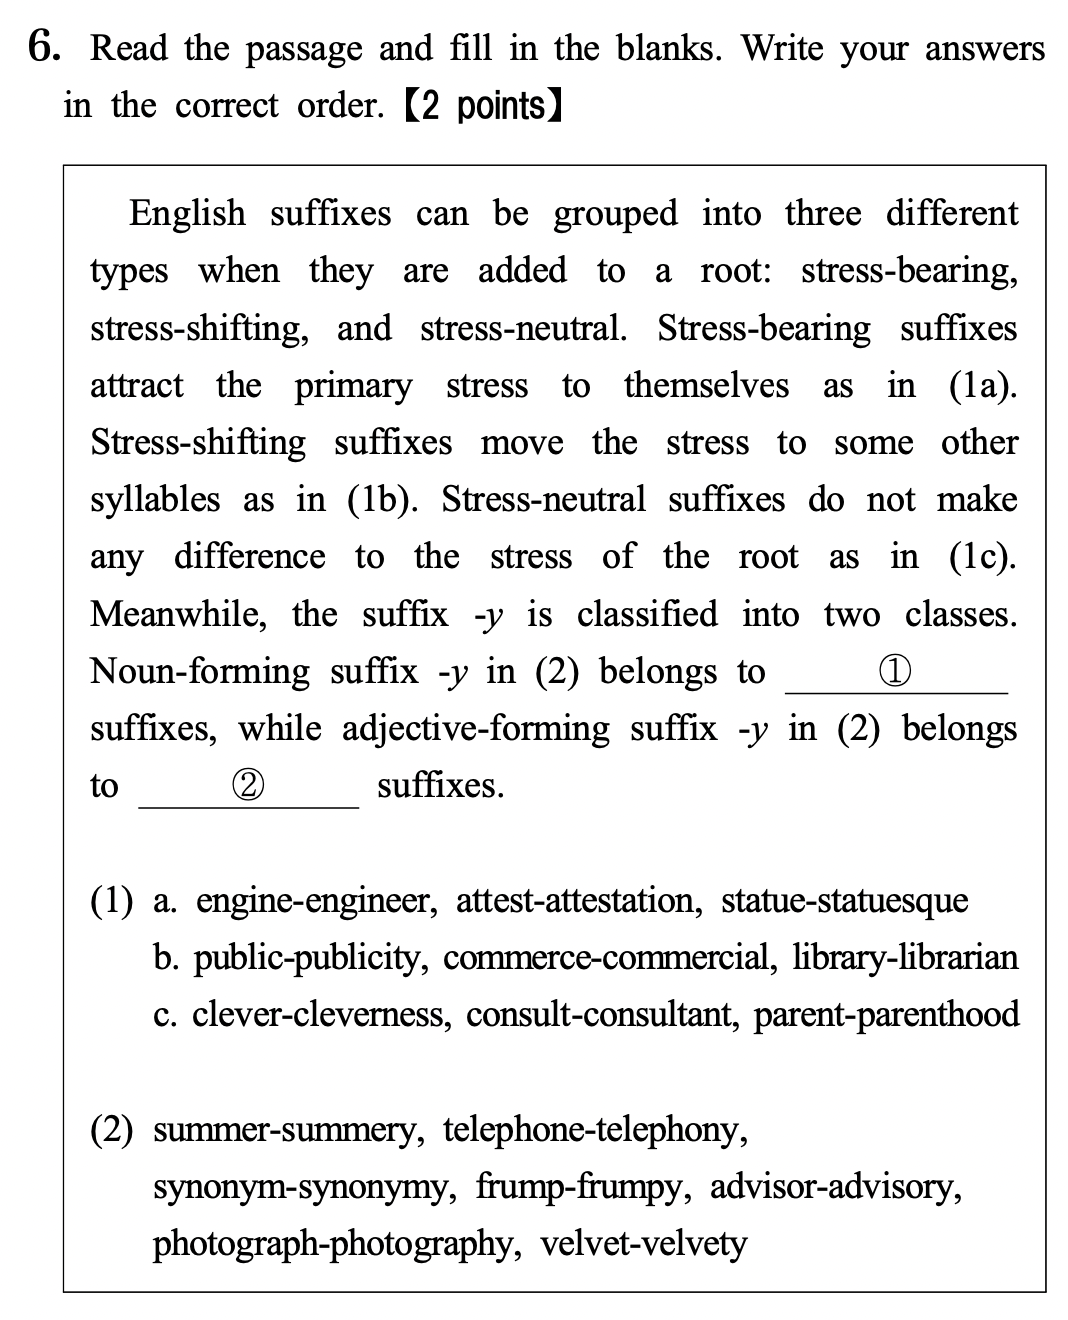 6. Read the passage and fill in the blanks. Write your answers
in the correct order.【2 points】
English suffixes can be grouped into three different
types when they are added to a root: stress-bearing,
stress-shifting, and stress-neutral. Stress-bearing suffixes
attract the primary stress to themselves as in (1a).
Stress-shifting suffixes move the stress to some other
syllables as in (1b). Stress-neutral suffixes do not make
any difference to the stress of the root as in (1c).
Meanwhile, the suffix -y is classified into two classes.
Noun-forming suffix -y in (2) belongs to ①
suffixes, while adjective-forming suffix -y in (2) belongs
to ② suffixes.
(1) a. engine-engineer, attest-attestation, statue-statuesque
b. public-publicity, commerce-commercial, library-librarian
c. clever-cleverness, consult-consultant, parent-parenthood
(2) summer-summery, telephone-telephony,
synonym-synonymy, frump-frumpy, advisor-advisory,
photograph-photography, velvet-velvety